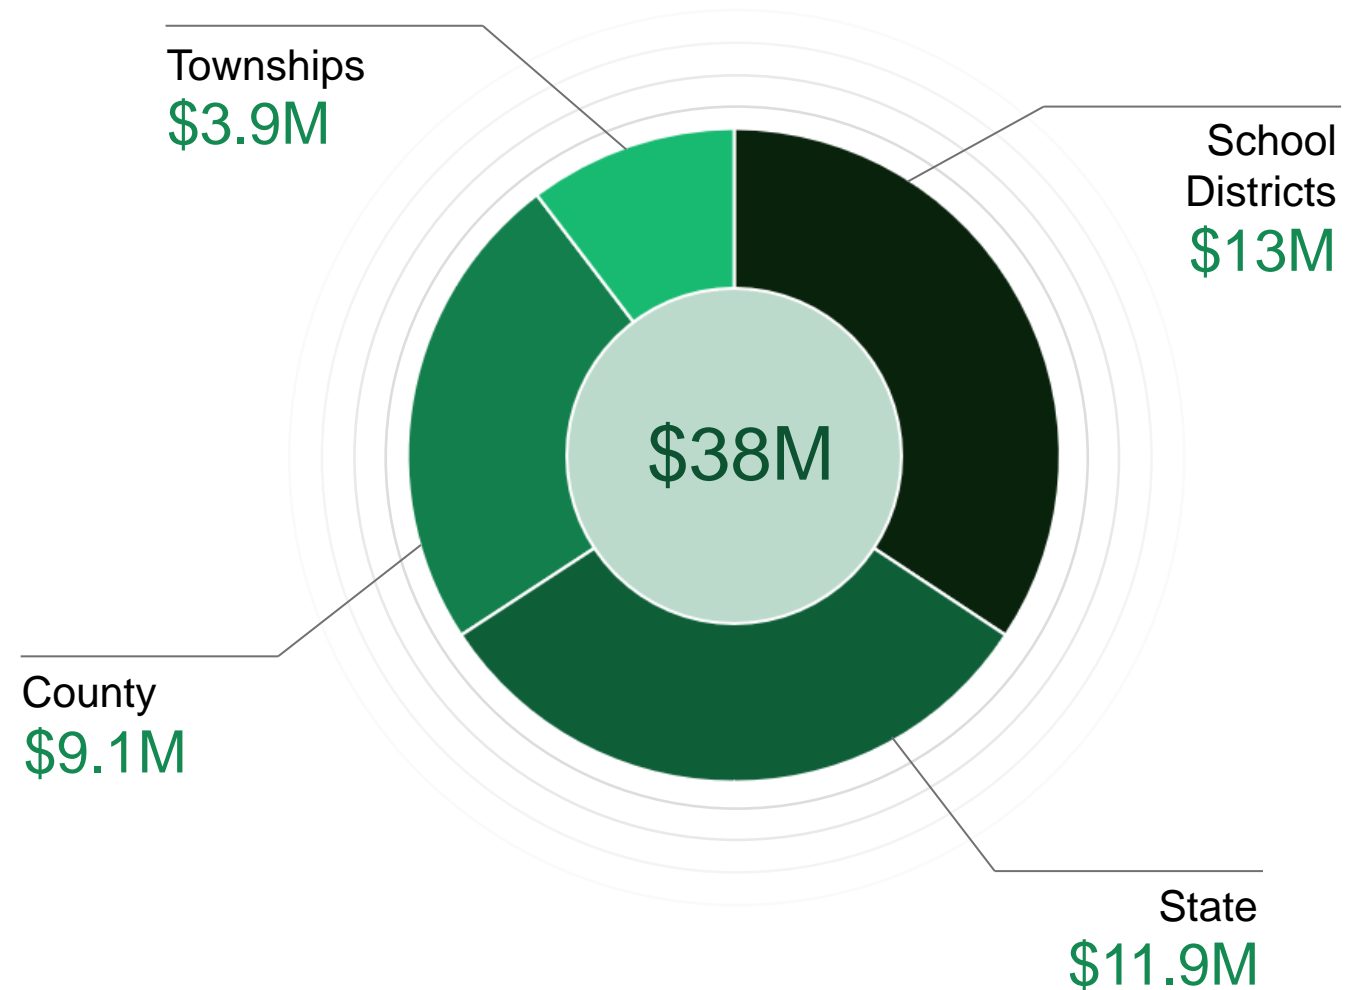 Townships
$3.9M
School
Districts
$13M
$38M
County
$9.1M
State
$11.9M